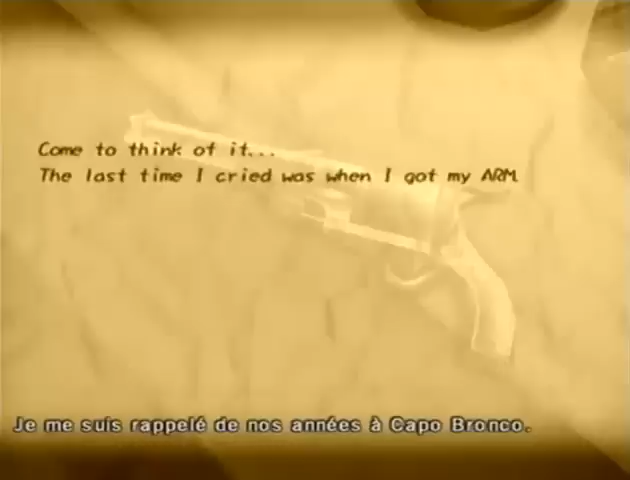 Come to think of it...
The last time I cried was when I got my ARM.
Je me suis rappelé de nos années à Capo Bronco.